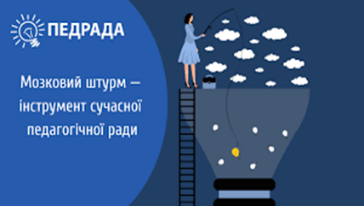 ПЕДРАДА
Мозковий штурм —
інструмент сучасної
педагогічної ради